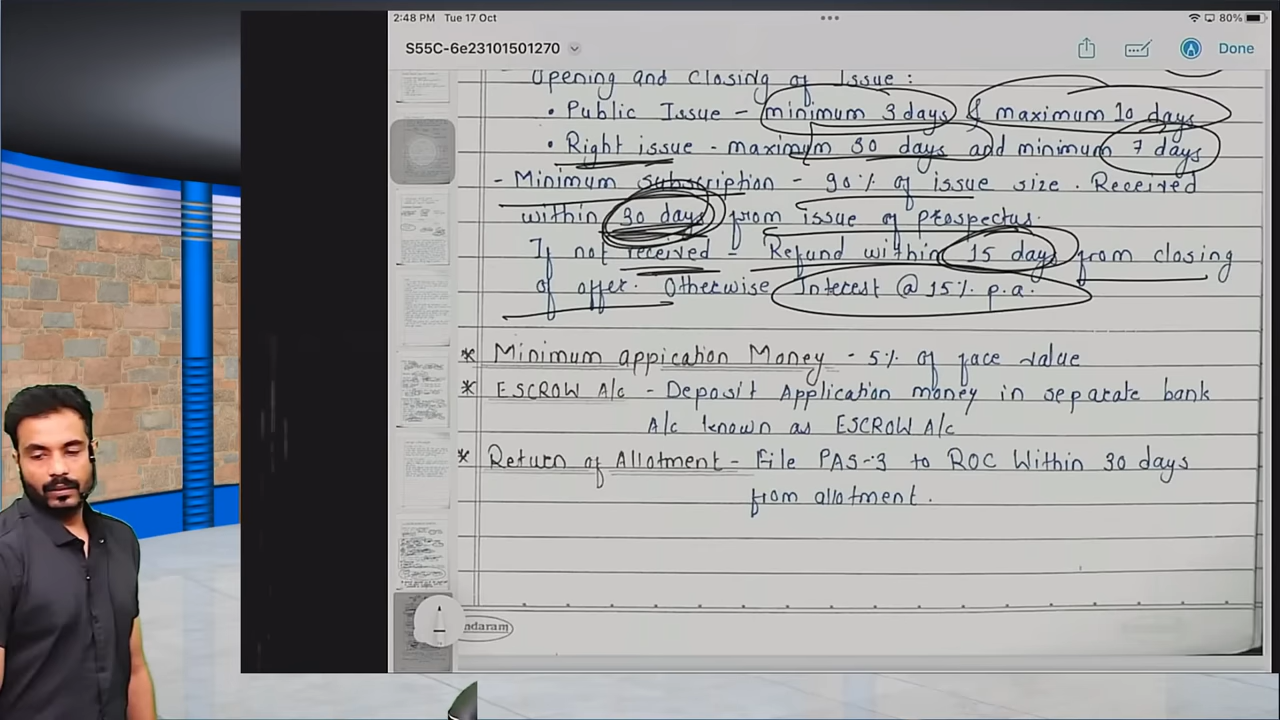 2:48 PM Tue 17 Oct
80%
S55C-6e23101501270
Done
Opening and Closing of Issue :
• Public Issue - minimum 3 days & maximum 10 days
• Right issue - maximum 30 days and minimum 7 days
- Minimum subscription - 90% of issue size. Received
within 30 days from issue of prospectus.
If not received - Refund within 15 days from closing
of offer. Otherwise Interest @ 15% p.a.
* Minimum appication Money - 5% of face value
* ESCROW A/c - Deposit Application money in separate bank
A/c known as ESCROW A/c
* Return of Allotment - File PAS-3 to ROC Within 30 days
from allotment.
ndaram